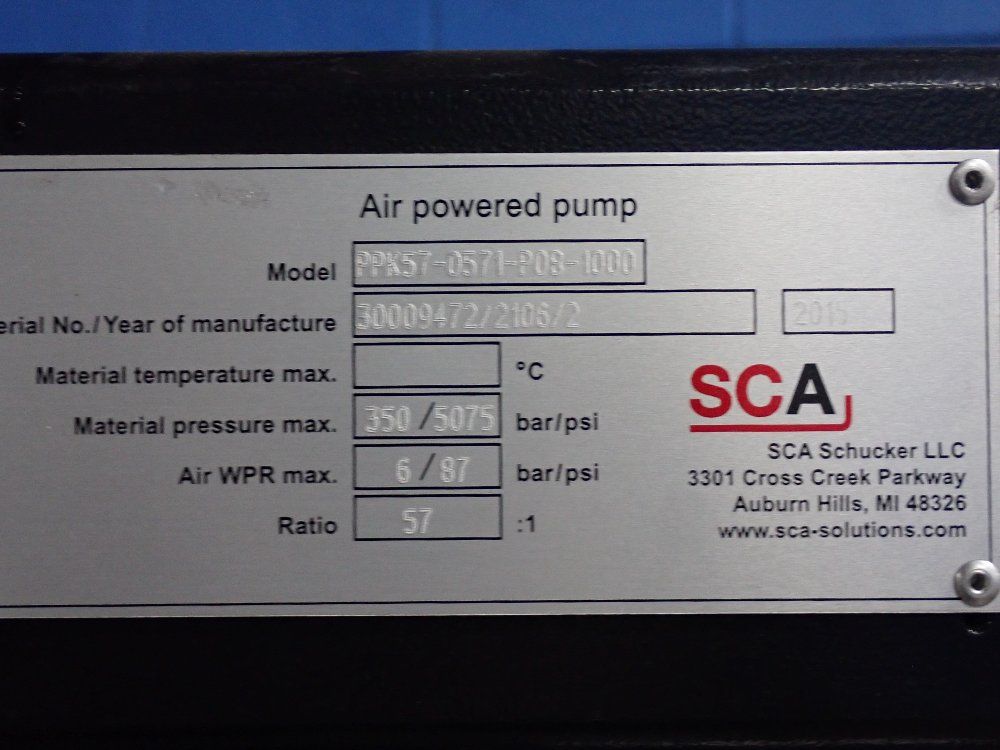 Air powered pump
Model PPK57-0571-P08-1000
erial No./Year of manufacture 30009472/2106/2 2015
Material temperature max. °C
Material pressure max. 350/5075 bar/psi
Air WPR max. 6/87 bar/psi
Ratio 57 :1
SCA
SCA Schucker LLC
3301 Cross Creek Parkway
Auburn Hills, MI 48326
www.sca-solutions.com